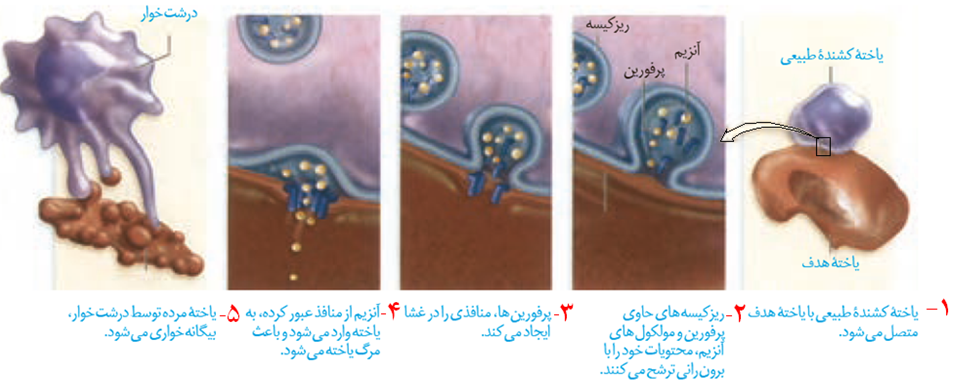 یاختهٔ کشندهٔ طبیعی
یاختهٔ هدف
ریزکیسه
آنزیم
پرفورین
درشت‌خوار
۱ - یاختهٔ کشندهٔ طبیعی با یاختهٔ هدف
متصل می‌شود.
۲- ریزکیسه‌های حاوی
پرفورین و مولکول‌های
آنزیم، محتویات خود را با
برون‌رانی ترشح می‌کنند.
۳- پرفورین‌ها، منافذی را در غشا
ایجاد می‌کند.
۴- آنزیم از منافذ عبور کرده، به
یاخته وارد می‌شود و باعث
مرگ یاخته می‌شود.
۵- یاختهٔ مرده توسط درشت‌خوار،
بیگانه‌خواری می‌شود.